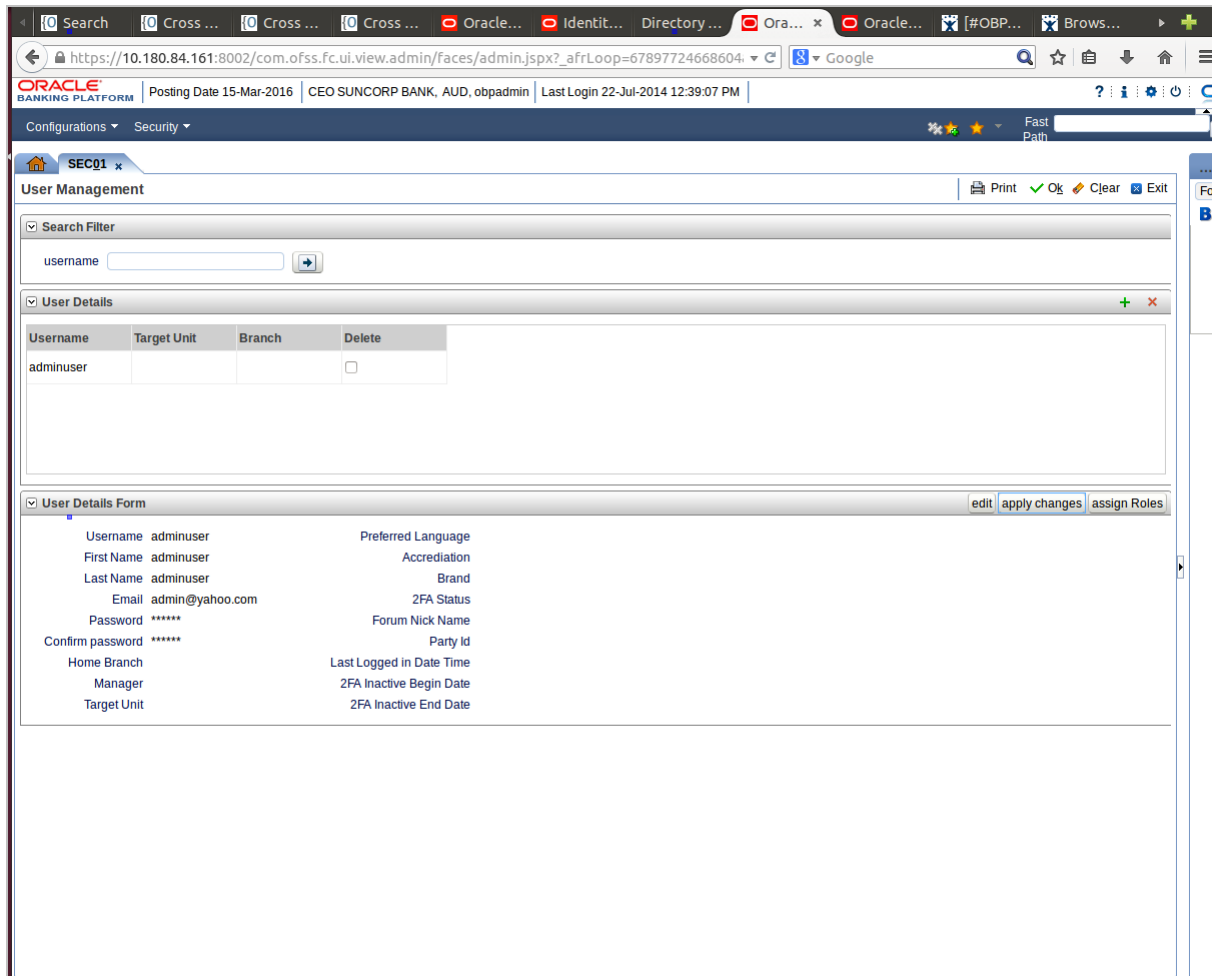 {O Search {O Cross ... {O Cross ... {O Cross ... Oracle... Identit... Directory ... Ora... × Oracle... [#OBP... Brows...
https://10.180.84.161:8002/com.ofss.fc.ui.view.admin/faces/admin.jspx?_afrLoop=67897724668604 Google
ORACLE
BANKING PLATFORM Posting Date 15-Mar-2016 CEO SUNCORP BANK, AUD, obpadmin Last Login 22-Jul-2014 12:39:07 PM ?
Configurations Security Fast Path
SEC01 x
User Management Print Ok Clear Exit Fo
Search Filter B
username
User Details
Username Target Unit Branch Delete
adminuser
User Details Form edit apply changes assign Roles
Username adminuser Preferred Language
First Name adminuser Accrediation
Last Name adminuser Brand
Email admin@yahoo.com 2FA Status
Password ****** Forum Nick Name
Confirm password ****** Party Id
Home Branch Last Logged in Date Time
Manager 2FA Inactive Begin Date
Target Unit 2FA Inactive End Date